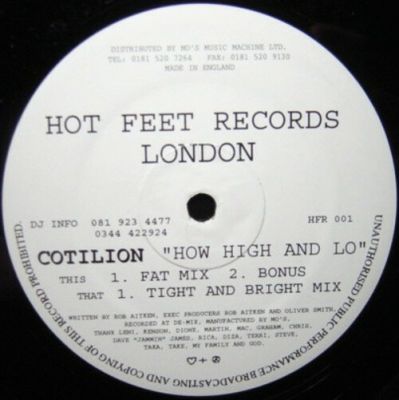 DISTRIBUTED BY MO'S MUSIC MACHINE LTD.
TEL: 0181 520 7264 FAX: 0181 520 9130
MADE IN ENGLAND
HOT FEET RECORDS
LONDON
DJ INFO 081 923 4477
0344 422924
HFR 001
COTILION "HOW HIGH AND LO"
THIS 1. FAT MIX 2. BONUS
THAT 1. TIGHT AND BRIGHT MIX
WRITTEN BY ROB AITKEN, EXEC PRODUCERS ROB AITKEN AND OLIVER SMITH.
RECORDED AT DE-MIX, MANUFACTURED BY MO'S,
THANK LENI, KENSON, DIONE, MARTIN, MAC, GRAHAM, CHRIS,
DAVE "JAMMIN" JAMES, RICA, DIZA, TERRI, STEVE,
TAKA, TAKE, MY FAMILY AND GOD.
♡+☮
UNAUTHORISED PUBLIC PERFORMANCE BROADCASTING AND COPYING OF THIS RECORD PROHIBITED.